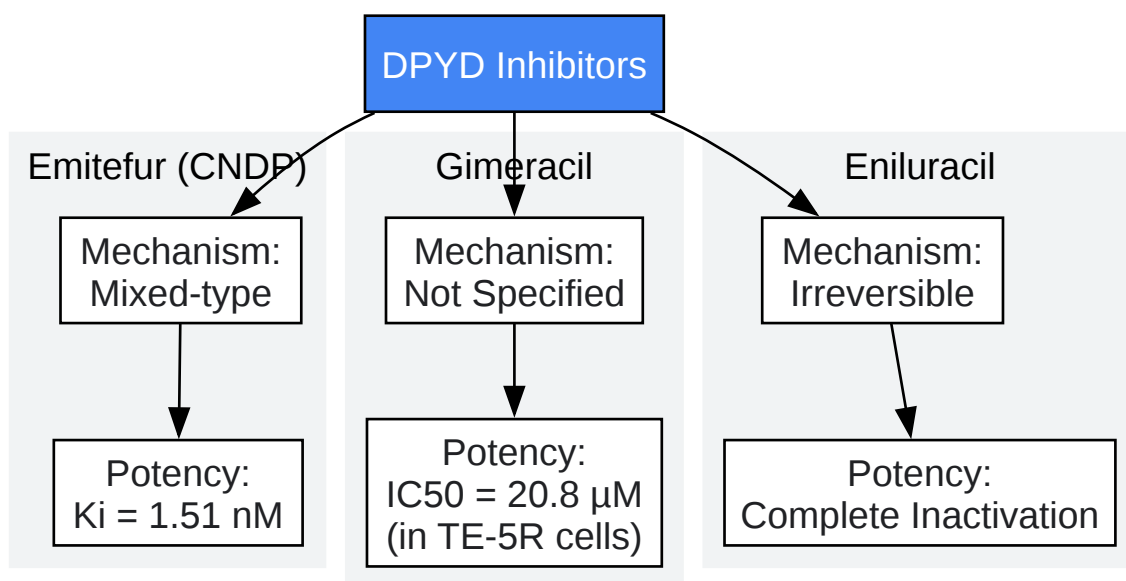 DPYD Inhibitors
Emitefur (CNDP)
Mechanism:
Mixed-type
Potency:
Ki = 1.51 nM
Gimeracil
Mechanism:
Not Specified
Potency:
IC50 = 20.8 µM
(in TE-5R cells)
Eniluracil
Mechanism:
Irreversible
Potency:
Complete Inactivation